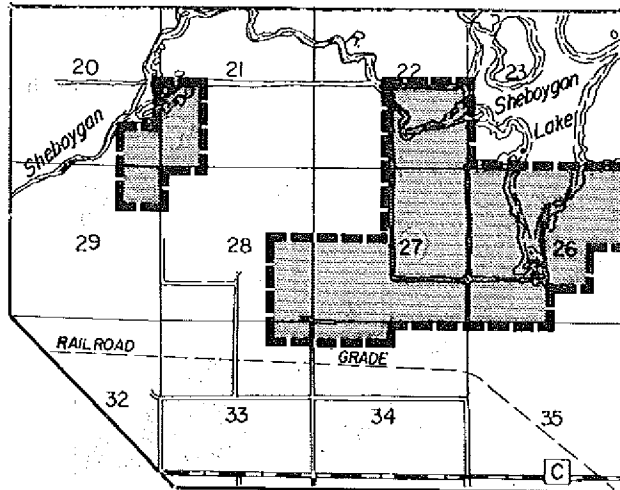 20
21
R.
22
23
Sheboygan
Lake
Sheboygan
29
28
27
26
RAILROAD
GRADE
32
33
34
35
C